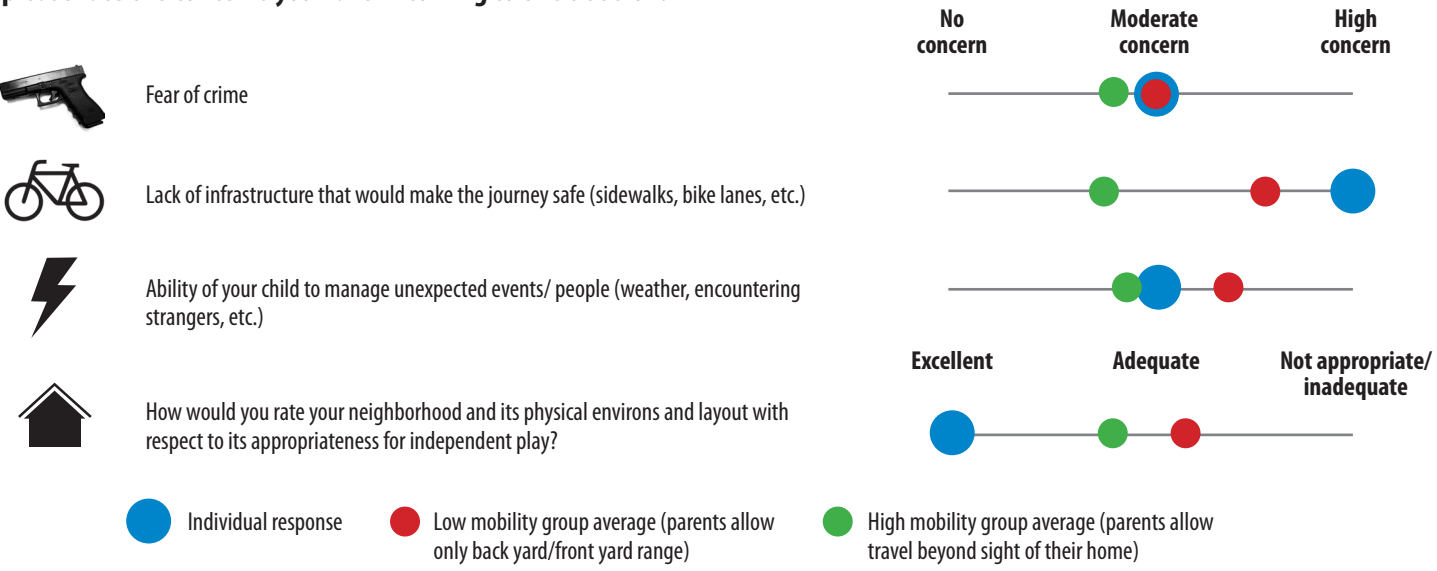 No
concern
Moderate
concern
High
concern
Fear of crime
Lack of infrastructure that would make the journey safe (sidewalks, bike lanes, etc.)
Ability of your child to manage unexpected events/ people (weather, encountering
strangers, etc.)
Excellent
Adequate
Not appropriate/
inadequate
How would you rate your neighborhood and its physical environs and layout with
respect to its appropriateness for independent play?
Individual response
Low mobility group average (parents allow
only back yard/front yard range)
High mobility group average (parents allow
travel beyond sight of their home)